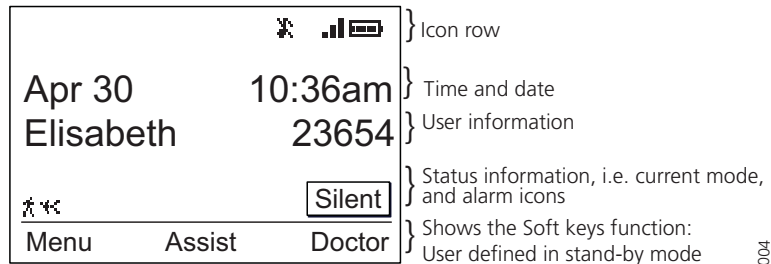 Icon row
Apr 30 10:36am
Time and date
Elisabeth 23654
User information
Silent
Status information, i.e. current mode,
and alarm icons
Menu Assist Doctor
Shows the Soft keys function:
User defined in stand-by mode
004